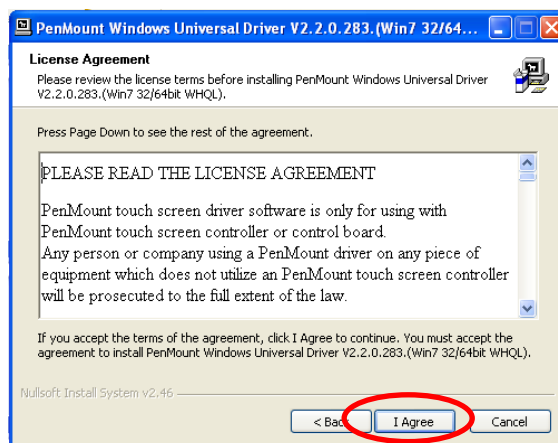 PenMount Windows Universal Driver V2.2.0.283.(Win7 32/64...
License Agreement
Please review the license terms before installing PenMount Windows Universal Driver
V2.2.0.283.(Win7 32/64bit WHQL).
Press Page Down to see the rest of the agreement.
PLEASE READ THE LICENSE AGREEMENT
PenMount touch screen driver software is only for using with
PenMount touch screen controller or control board.
Any person or company using a PenMount driver on any piece of
equipment which does not utilize an PenMount touch screen controller
will be prosecuted to the full extent of the law.
If you accept the terms of the agreement, click I Agree to continue. You must accept the
agreement to install PenMount Windows Universal Driver V2.2.0.283.(Win7 32/64bit WHQL).
Nullsoft Install System v2.46
< Back I Agree Cancel